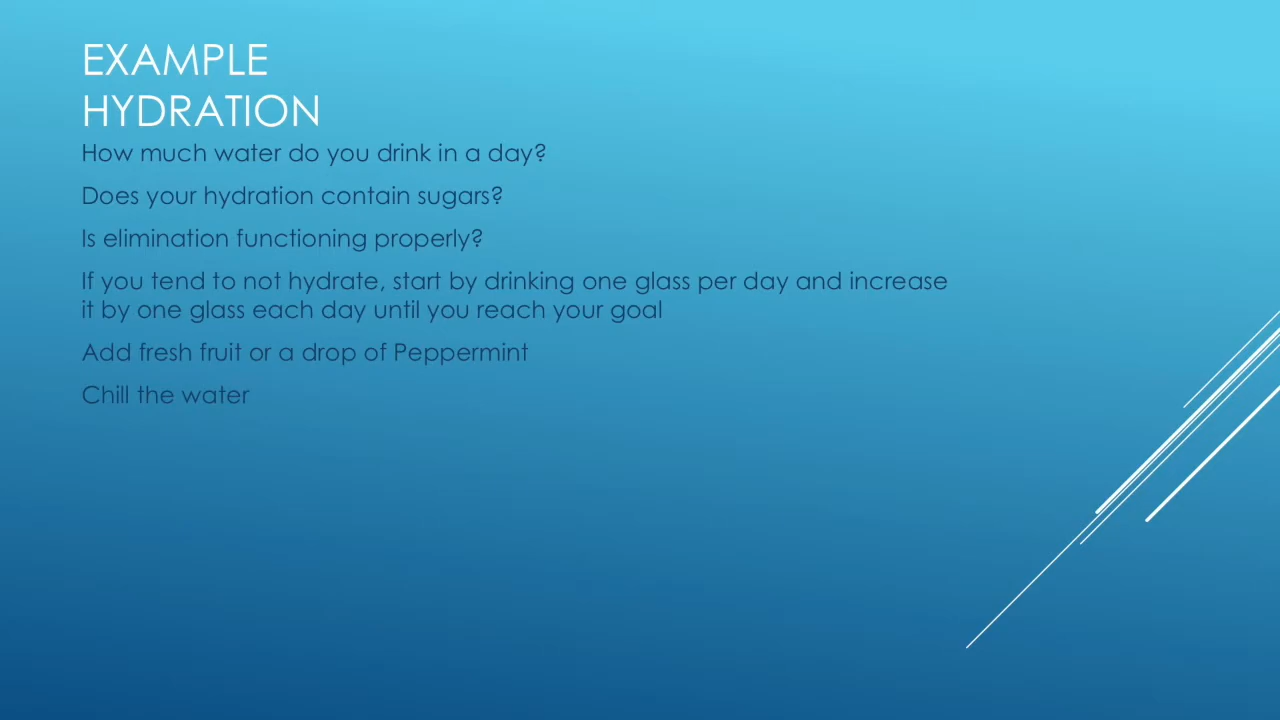 EXAMPLE
HYDRATION
How much water do you drink in a day?
Does your hydration contain sugars?
Is elimination functioning properly?
If you tend to not hydrate, start by drinking one glass per day and increase
it by one glass each day until you reach your goal
Add fresh fruit or a drop of Peppermint
Chill the water